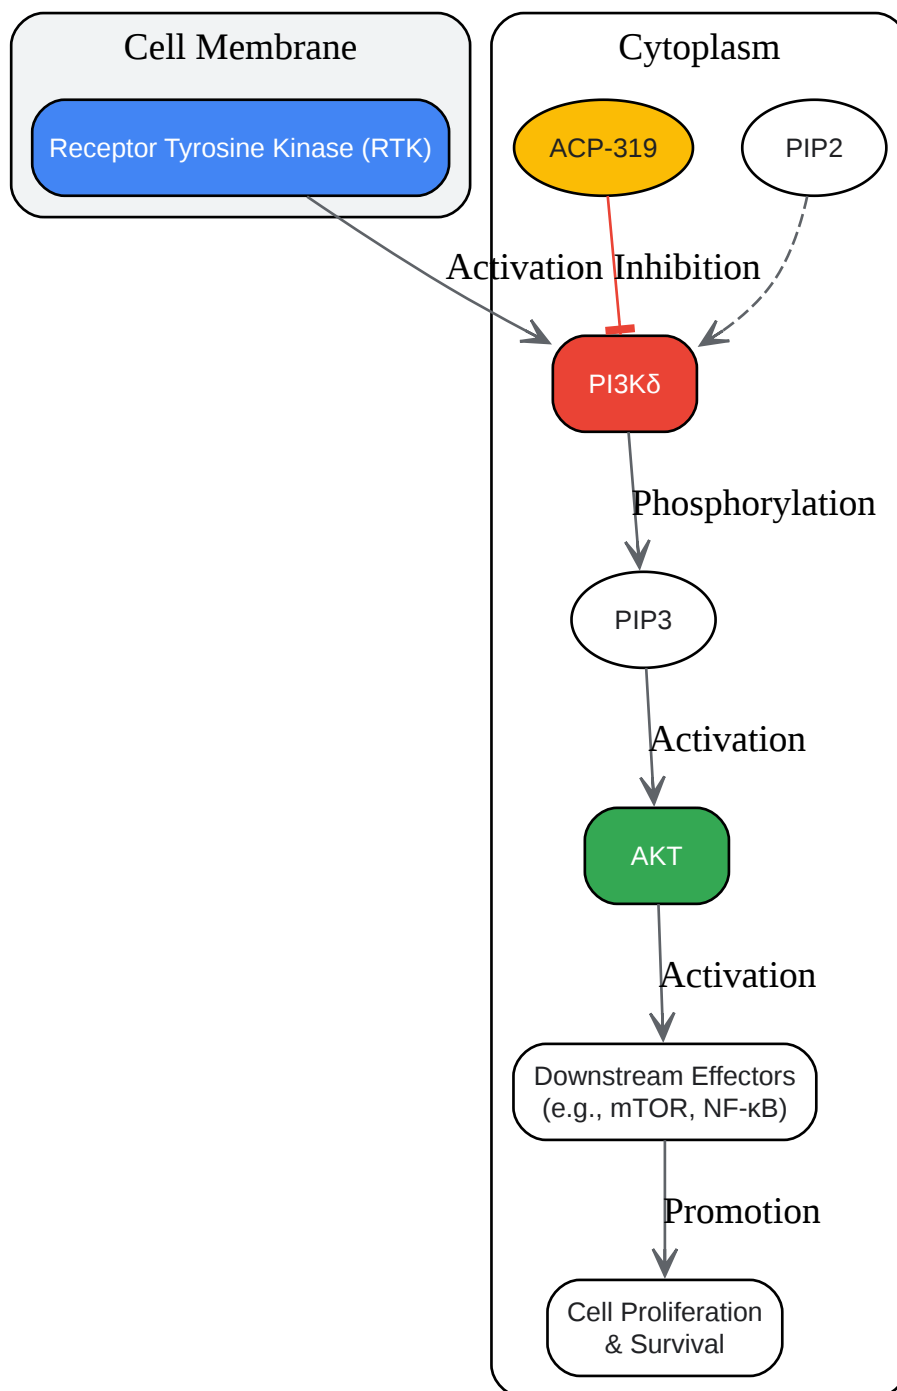 Cell Membrane
Cytoplasm
Receptor Tyrosine Kinase (RTK)
ACP-319
PIP2
Activation
Inhibition
PI3Kδ
Phosphorylation
PIP3
Activation
AKT
Activation
Downstream Effectors
(e.g., mTOR, NF-κB)
Promotion
Cell Proliferation
& Survival